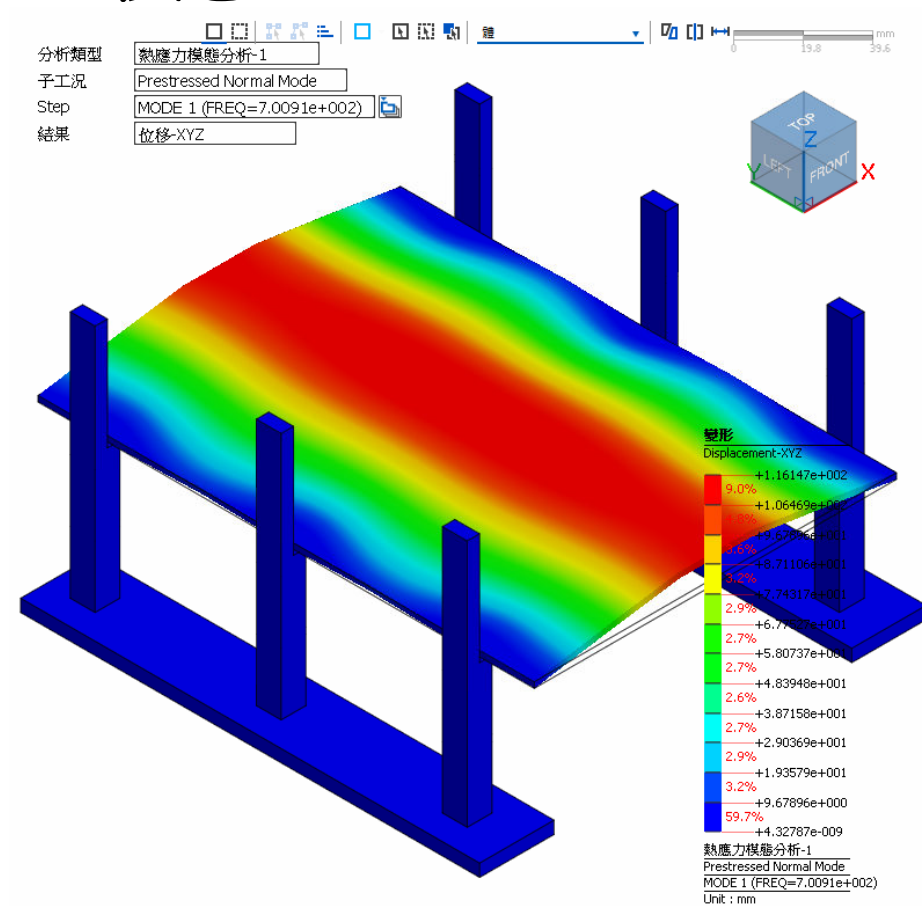 體
mm
0 19.8 39.6
分析類型 熱應力模態分析-1
子工況 Prestressed Normal Mode
Step MODE 1 (FREQ=7.0091e+002)
結果 位移-XYZ
TOP
Z
LEFT FRONT
Y X
變形
Displacement-XYZ
+1.16147e+002
9.0%
+1.06469e+002
+8.71106e+001
3.2%
+7.74317e+001
2.9%
2.7%
+5.80737e+001
2.7%
+4.83948e+001
2.6%
+3.87158e+001
2.7%
+2.90369e+001
2.9%
+1.93579e+001
3.2%
+9.67896e+000
59.7%
+4.32787e-009
熱應力模態分析-1
Prestressed Normal Mode
MODE 1 (FREQ=7.0091e+002)
Unit : mm